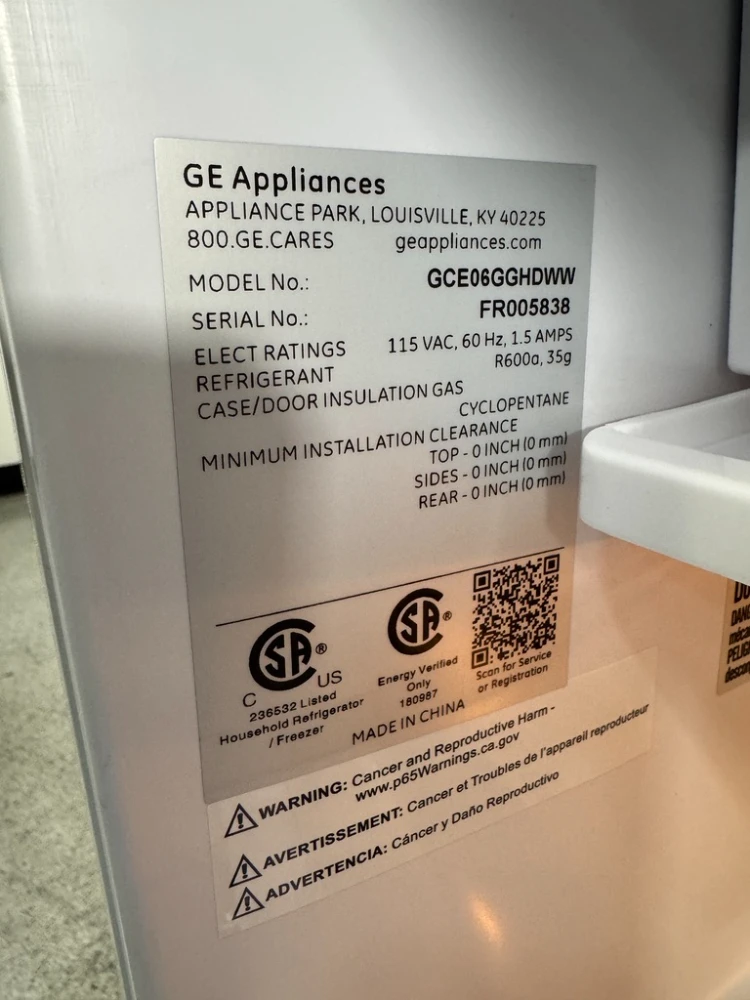 GE Appliances
APPLIANCE PARK, LOUISVILLE, KY 40225
800.GE.CARES geappliances.com
MODEL No.: GCE06GGHDWW
SERIAL No.: FR005838
ELECT RATINGS 115 VAC, 60 Hz, 1.5 AMPS
REFRIGERANT R600a, 35g
CASE/DOOR INSULATION GAS
CYCLOPENTANE
MINIMUM INSTALLATION CLEARANCE
TOP - 0 INCH (0 mm)
SIDES - 0 INCH (0 mm)
REAR - 0 INCH (0 mm)
CSA®
C US
236532 Listed
Household Refrigerator
/ Freezer
SA®
Energy Verified
Only
180987
Scan for Service
or Registration
MADE IN CHINA
WARNING: Cancer and Reproductive Harm -
www.p65Warnings.ca.gov
AVERTISSEMENT: Cancer et Troubles de l'appareil reproducteur
ADVERTENCIA: Cáncer y Daño Reproductivo